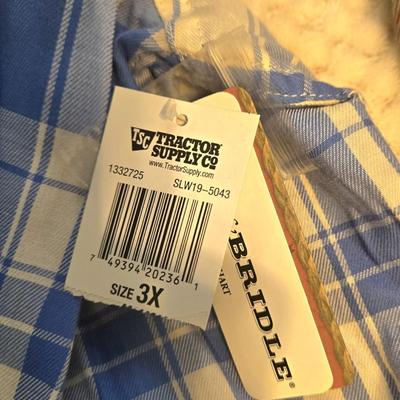 TSC TRACTOR
SUPPLY CO
www.TractorSupply.com
1332725 SLW19-5043
7 49394 20236 1
SIZE 3X
BRIDLE®